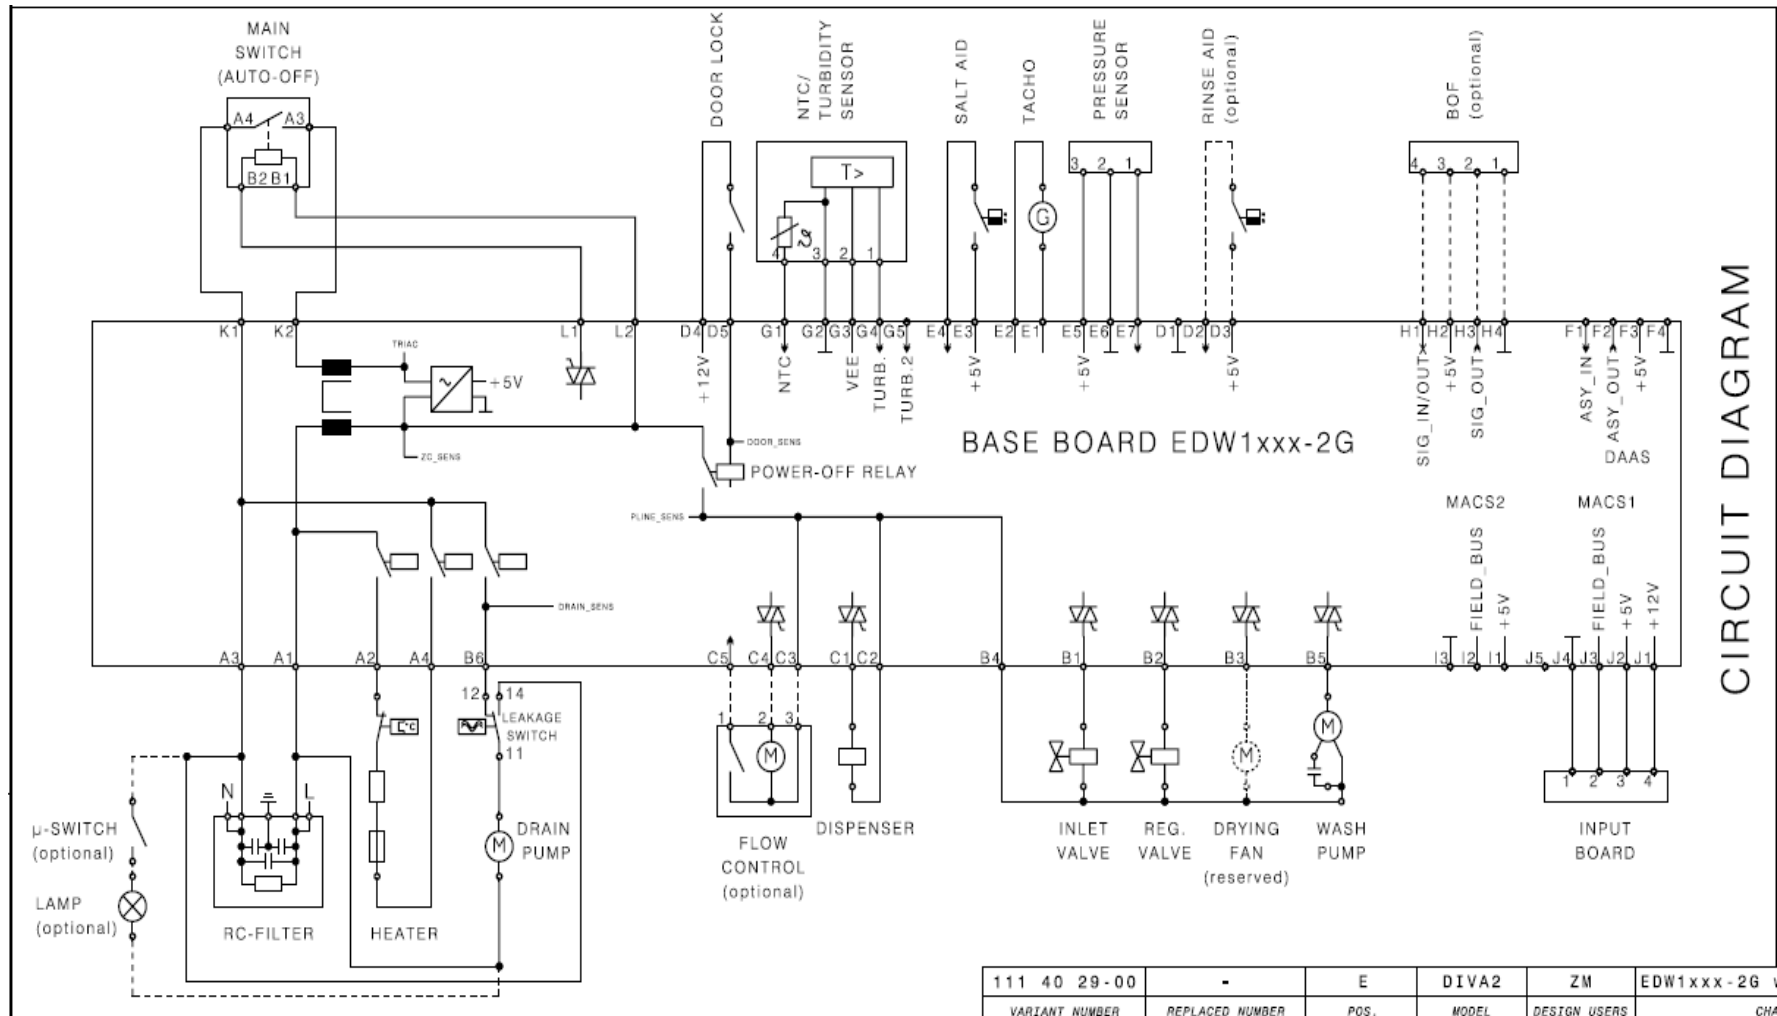 MAIN
SWITCH
(AUTO-OFF)
A4 A3
B2 B1
DOOR LOCK
NTC/
TURBIDITY
SENSOR
T>
4 3 2 1
SALT AID
TACHO
G
PRESSURE
SENSOR
3 2 1
RINSE AID
(optional)
BOF
(optional)
4 3 2 1
K1 K2 L1 L2 D4 D5 G1 G2 G3 G4 G5 E4 E3 E2 E1 E5 E6 E7 D1 D2 D3 H1 H2 H3 H4 F1 F2 F3 F4
TRIAC
~
+5V
+12V
NTC
VEE
TURB.
TURB.2
+5V
+5V
+5V
SIG_IN/OUT
+5V
SIG_OUT
ASY_IN
ASY_OUT
+5V
DAAS
ZC_SENS
DOOR_SENS
POWER-OFF RELAY
PLINE_SENS
BASE BOARD EDW1xxx-2G
CIRCUIT DIAGRAM
MACS2
MACS1
DRAIN_SENS
FIELD_BUS
+5V
FIELD_BUS
+5V
+12V
A3 A1 A2 A4 B6 C5 C4 C3 C1 C2 B4 B1 B2 B3 B5 I3 I2 I1 J5 J4 J3 J2 J1
12 14
LEAKAGE
SWITCH
11
°C
1 2 3
M
M
M
1 2 3 4
N L
µ-SWITCH
(optional)
LAMP
(optional)
RC-FILTER
HEATER
M
DRAIN
PUMP
FLOW
CONTROL
(optional)
DISPENSER
INLET
VALVE
REG.
VALVE
DRYING
FAN
(reserved)
WASH
PUMP
INPUT
BOARD
111 40 29-00 - E DIVA2 ZM EDW1xxx-2G
VARIANT NUMBER REPLACED NUMBER POS. MODEL DESIGN USERS